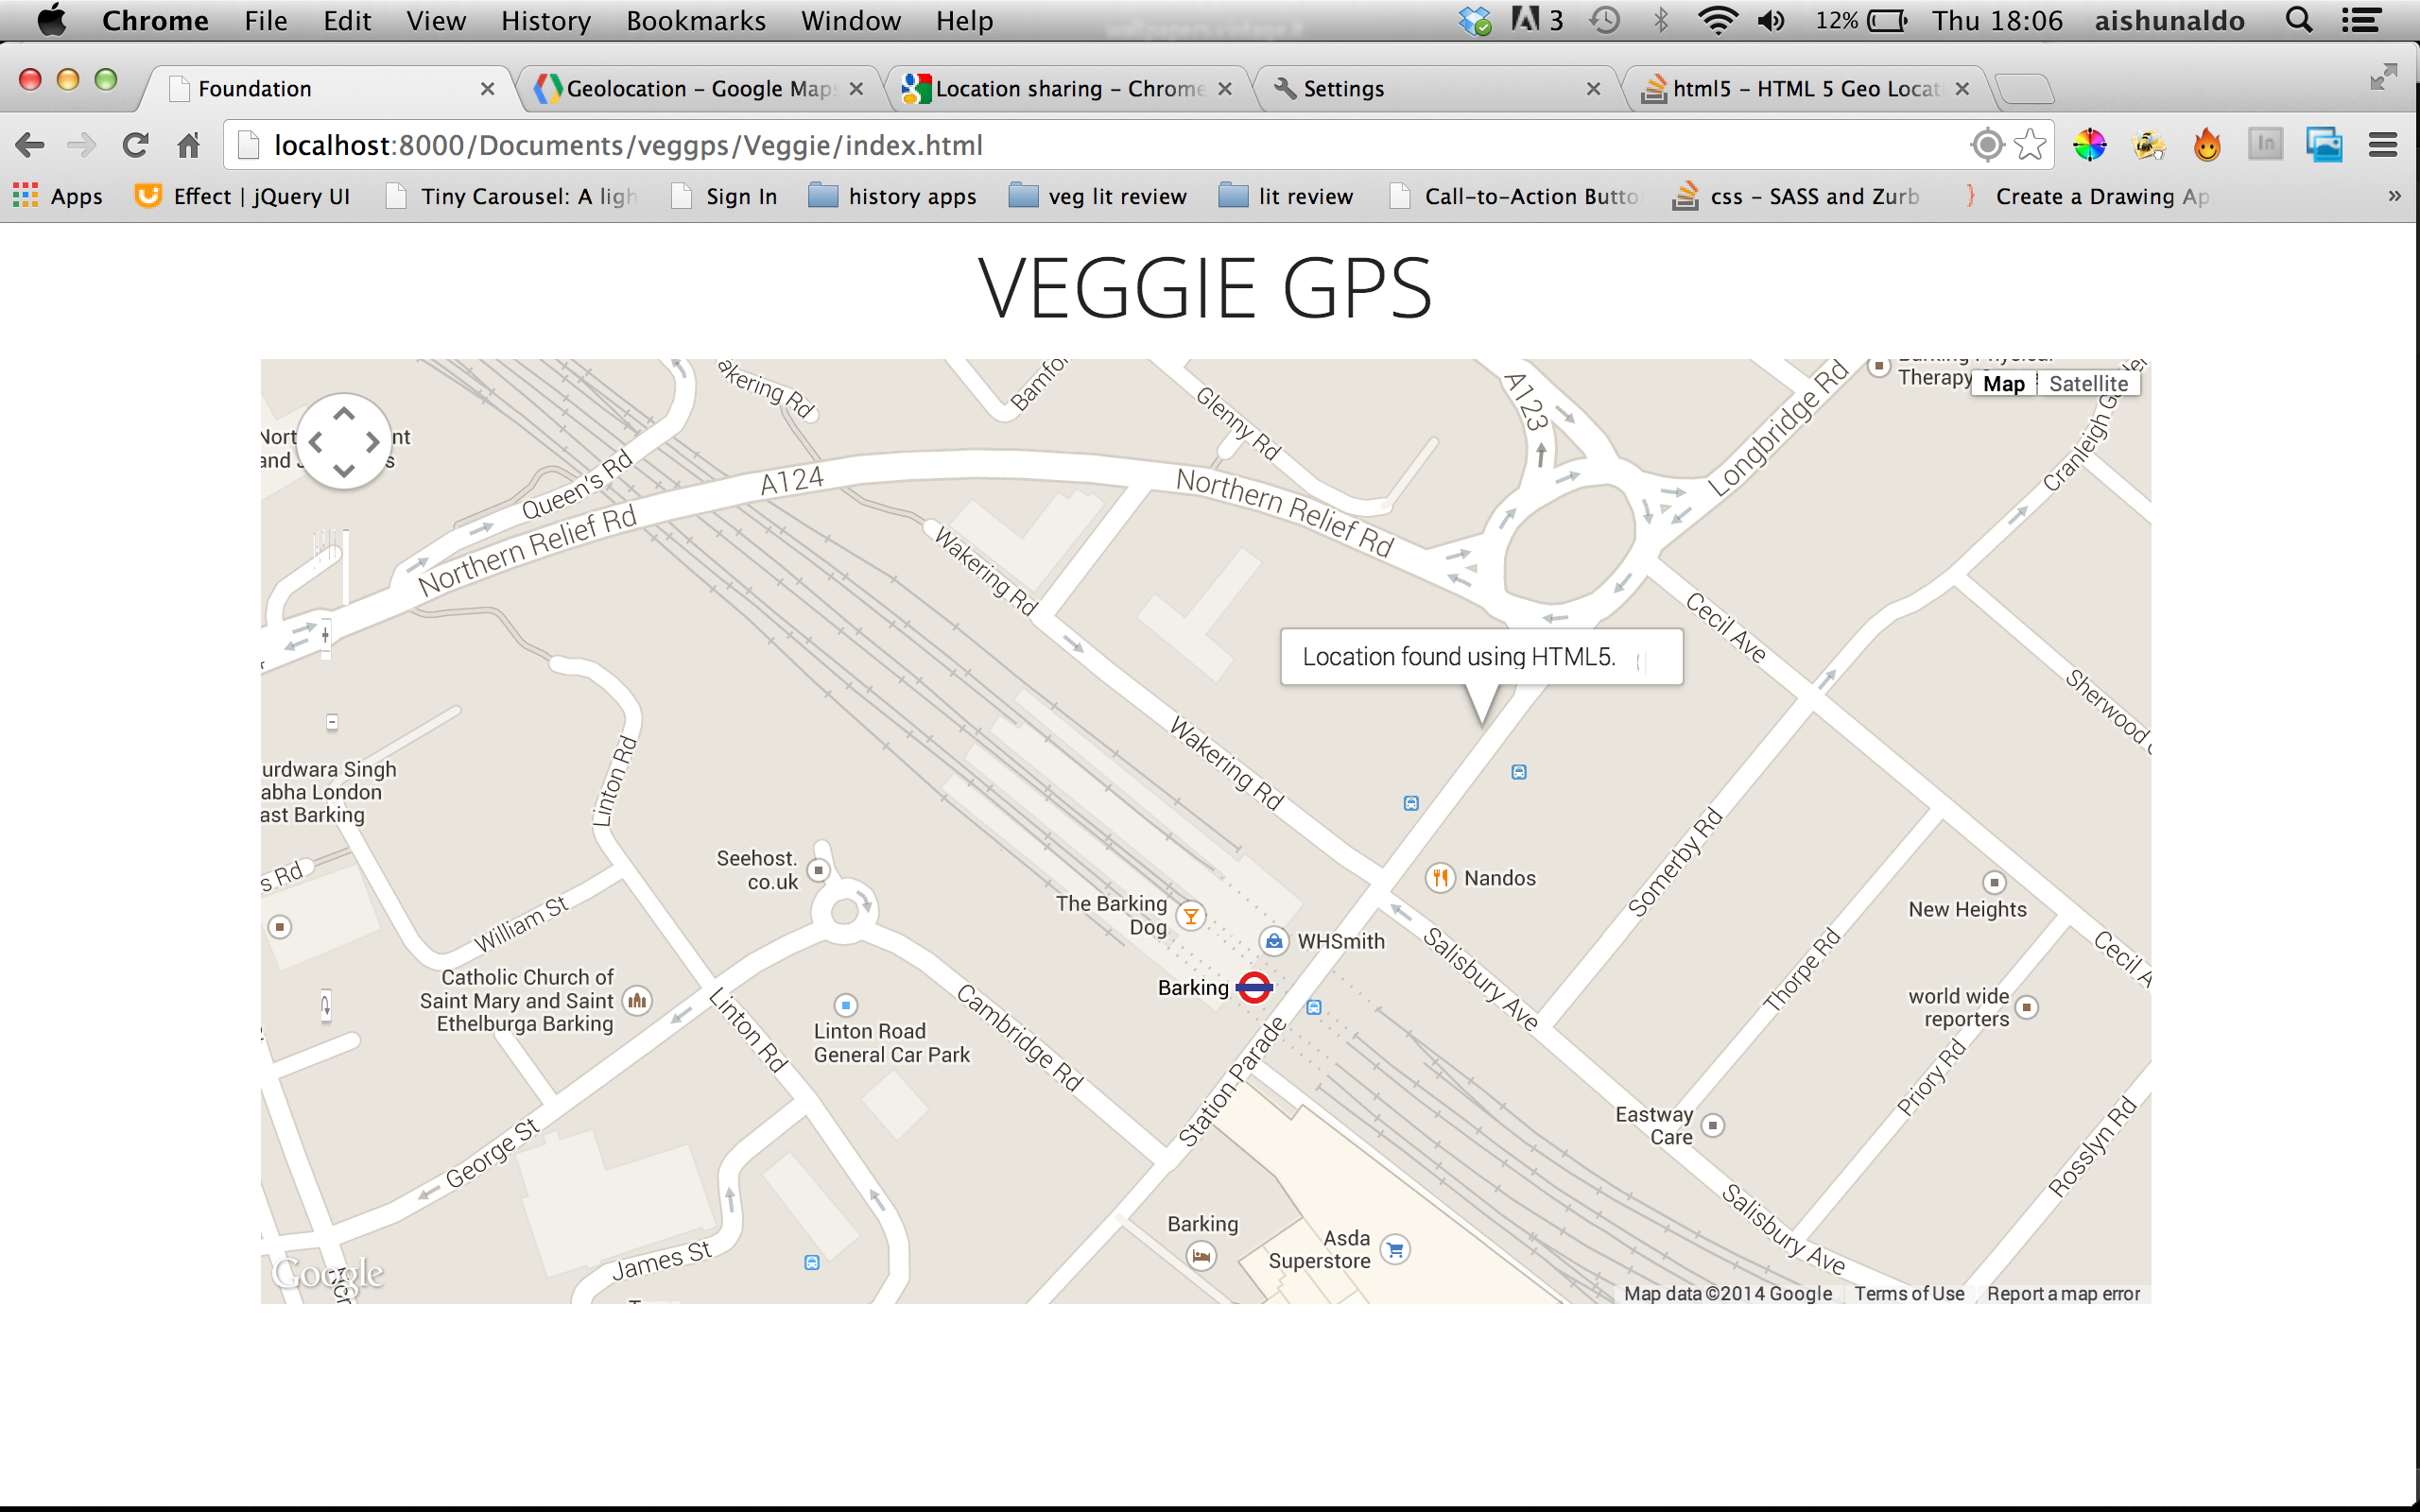 Chrome File Edit View History Bookmarks Window Help 3 12% Thu 18:06 aishunaldo
Foundation Geolocation – Google Maps Location sharing – Chrome Settings html5 – HTML 5 Geo Locat
localhost:8000/Documents/veggps/Veggie/index.html
Apps Effect | jQuery UI Tiny Carousel: A ligh Sign In history apps veg lit review lit review Call-to-Action Butto css – SASS and Zurb Create a Drawing Ap »
VEGGIE GPS
Map Satellite
Therapy
akering Rd
Bamfo
Glenny Rd
A123
Longbridge Rd
Cranleigh
Queen's Rd
A124
Northern Relief Rd
Northern Relief Rd
Wakering Rd
Cecil Ave
Location found using HTML5.
Sherwood
Wakering Rd
Linton Rd
urdwara Singh
abha London
ast Barking
s Rd
William St
Seehost.
co.uk
The Barking
Dog
Nandos
WHSmith
Barking
Somerby Rd
Salisbury Ave
New Heights
Thorpe Rd
Cecil A
world wide
reporters
Priory Rd
Catholic Church of
Saint Mary and Saint
Ethelburga Barking
Linton Rd
Linton Road
General Car Park
Cambridge Rd
Station Parade
Eastway
Care
Rosslyn Rd
George St
James St
Barking
Asda
Superstore
Salisbury Ave
Google
Map data ©2014 Google Terms of Use Report a map error